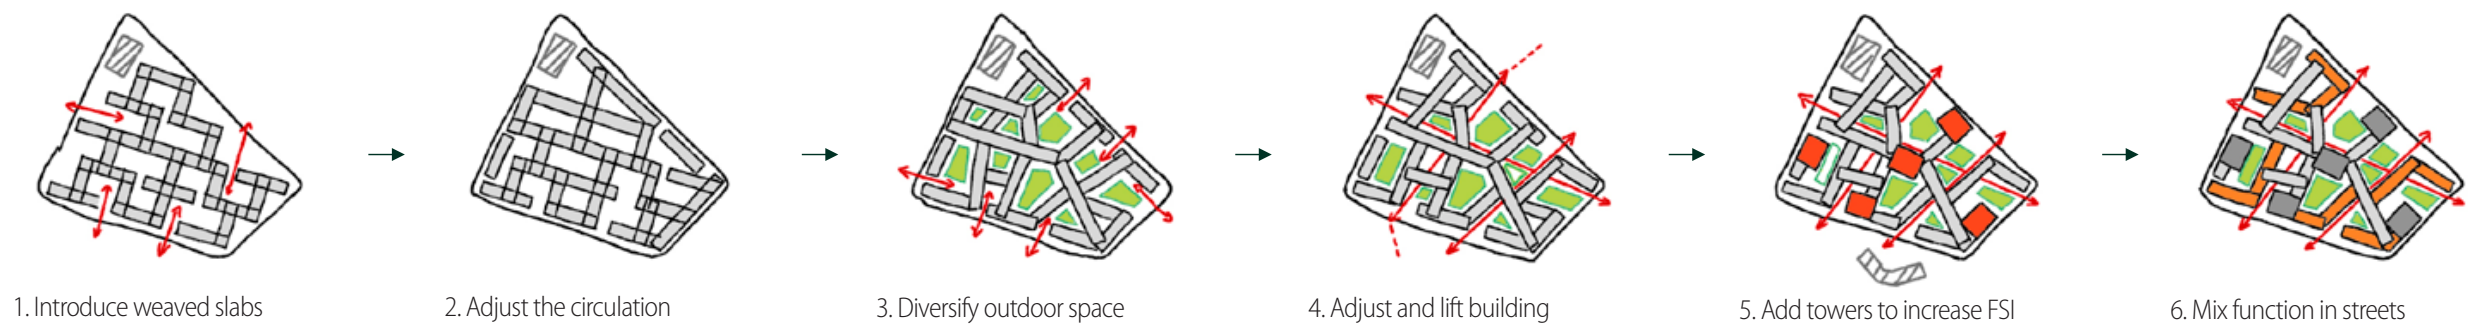 1. Introduce weaved slabs
2. Adjust the circulation
3. Diversify outdoor space
4. Adjust and lift building
5. Add towers to increase FSI
6. Mix function in streets